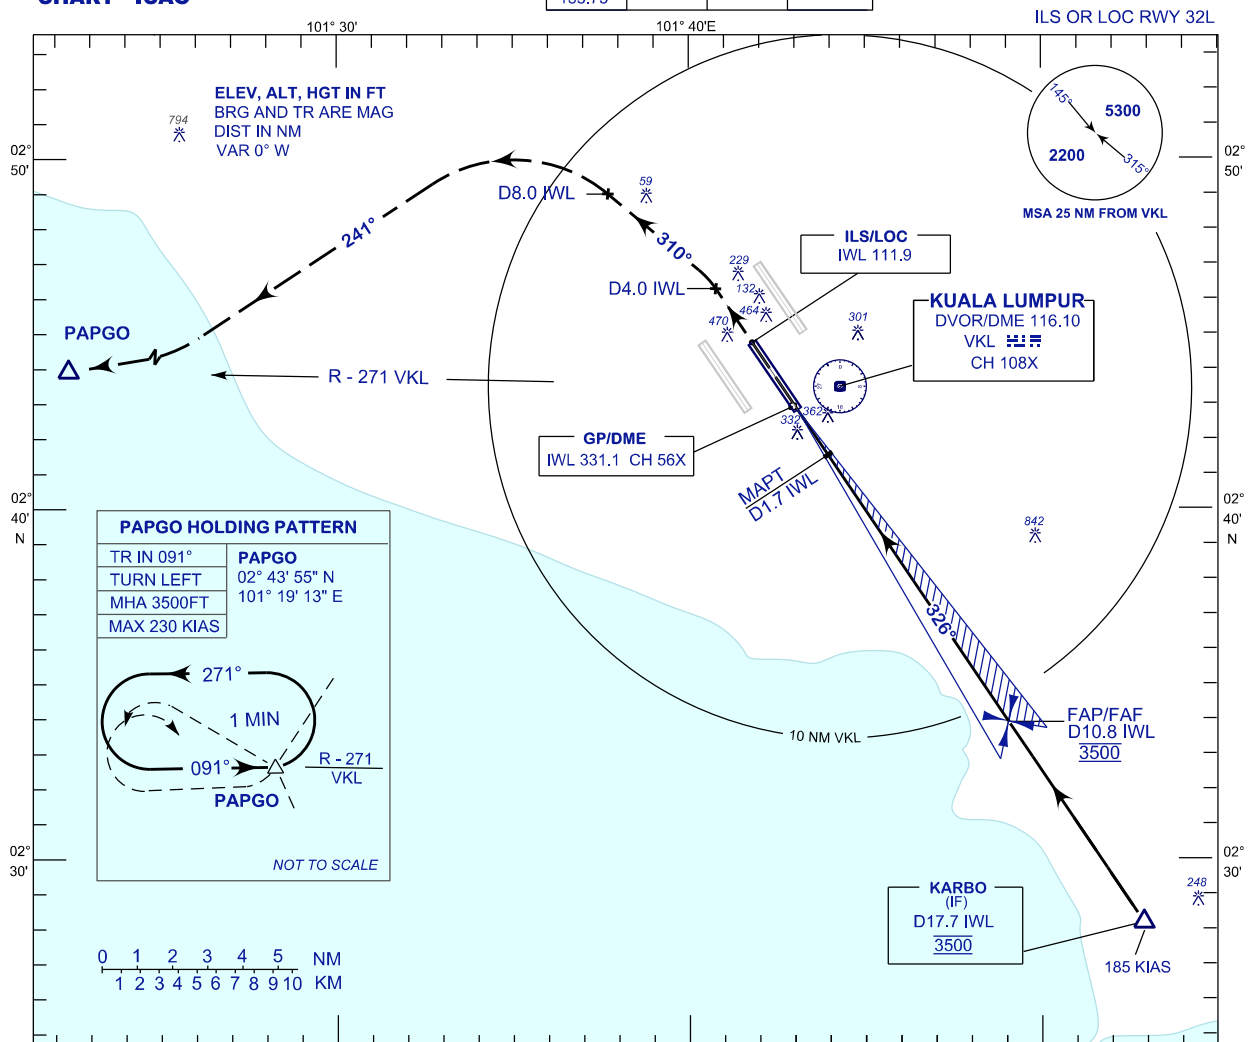 CHART - ICAO
ILS OR LOC RWY 32L
101° 30'
101° 40'E
ELEV, ALT, HGT IN FT
BRG AND TR ARE MAG
DIST IN NM
VAR 0° W
794
145°
5300
2200
315°
MSA 25 NM FROM VKL
02°
50'
02°
50'
D8.0 IWL
59
241°
310°
ILS/LOC
IWL 111.9
229
132
464
470
301
D4.0 IWL
KUALA LUMPUR
DVOR/DME 116.10
VKL
CH 108X
PAPGO
R - 271 VKL
362
332
GP/DME
IWL 331.1 CH 56X
MAPT
D1.7 IWL
02°
40'
N
02°
40'
N
842
PAPGO HOLDING PATTERN
TR IN 091°
TURN LEFT
MHA 3500FT
MAX 230 KIAS
PAPGO
02° 43' 55" N
101° 19' 13" E
326°
271°
1 MIN
091°
R - 271
VKL
PAPGO
NOT TO SCALE
10 NM VKL
FAP/FAF
D10.8 IWL
3500
02°
30'
02°
30'
248
KARBO
(IF)
D17.7 IWL
3500
185 KIAS
0 1 2 3 4 5 NM
1 2 3 4 5 6 7 8 9 10 KM